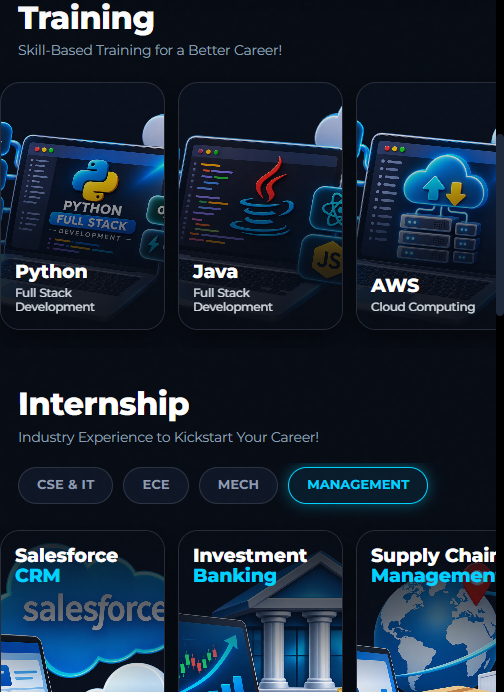 Training
Skill-Based Training for a Better Career!
PYTHON
FULL STACK
DEVELOPMENT
Python
Full Stack
Development
JS
Java
Full Stack
Development
AWS
Cloud Computing
Internship
Industry Experience to Kickstart Your Career!
CSE & IT
ECE
MECH
MANAGEMENT
Salesforce
CRM
salesforce
Investment
Banking
Supply Chain
Management